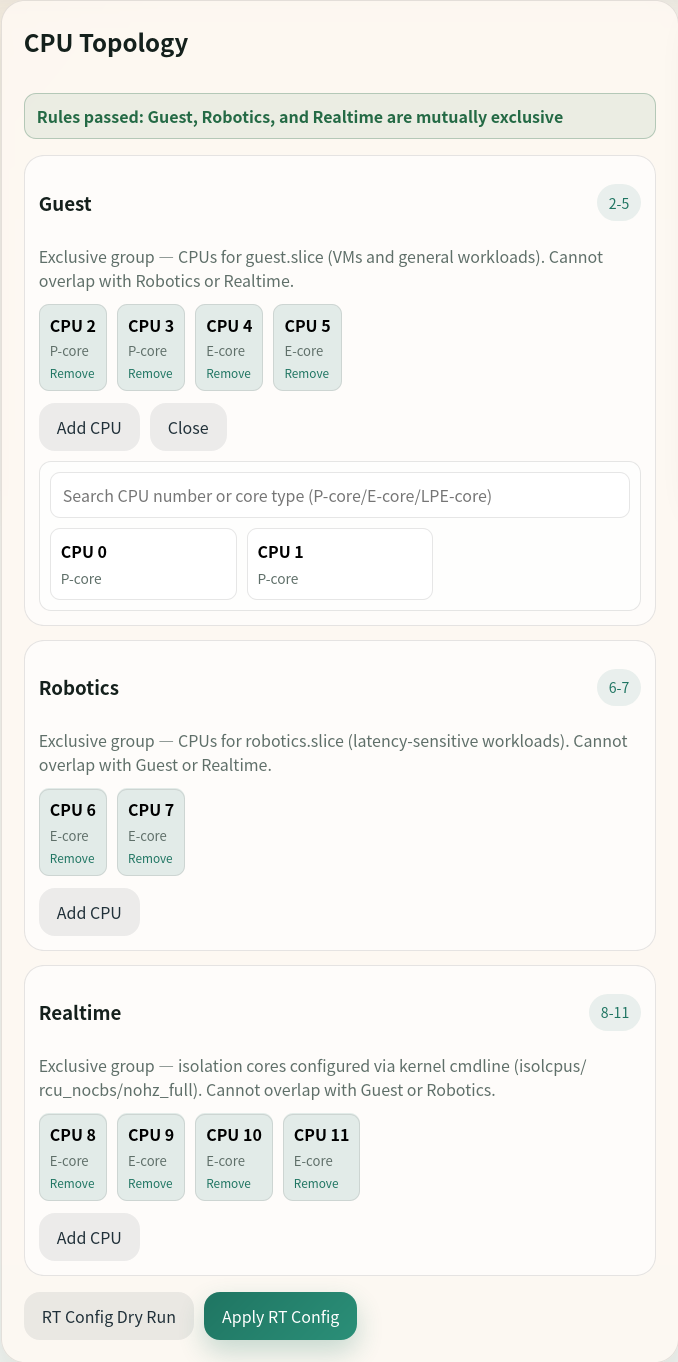 CPU Topology
Rules passed: Guest, Robotics, and Realtime are mutually exclusive
Guest
2-5
Exclusive group — CPUs for guest.slice (VMs and general workloads). Cannot
overlap with Robotics or Realtime.
CPU 2 CPU 3 CPU 4 CPU 5
P-core P-core E-core E-core
Remove Remove Remove Remove
Add CPU Close
Search CPU number or core type (P-core/E-core/LPE-core)
CPU 0 CPU 1
P-core P-core
Robotics
6-7
Exclusive group — CPUs for robotics.slice (latency-sensitive workloads). Cannot
overlap with Guest or Realtime.
CPU 6 CPU 7
E-core E-core
Remove Remove
Add CPU
Realtime
8-11
Exclusive group — isolation cores configured via kernel cmdline (isolcpus/
rcu_nocbs/nohz_full). Cannot overlap with Guest or Robotics.
CPU 8 CPU 9 CPU 10 CPU 11
E-core E-core E-core E-core
Remove Remove Remove Remove
Add CPU
RT Config Dry Run Apply RT Config